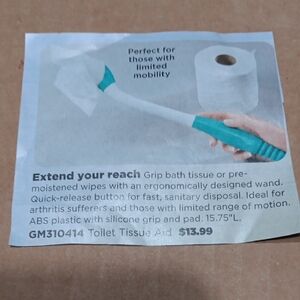 Perfect for
those with
limited
mobility
Extend your reach Grip bath tissue or pre-
moistened wipes with an ergonomically designed wand.
Quick-release button for fast, sanitary disposal. Ideal for
arthritis sufferers and those with limited range of motion.
ABS plastic with silicone grip and pad. 15.75"L.
GM310414 Toilet Tissue Aid $13.99